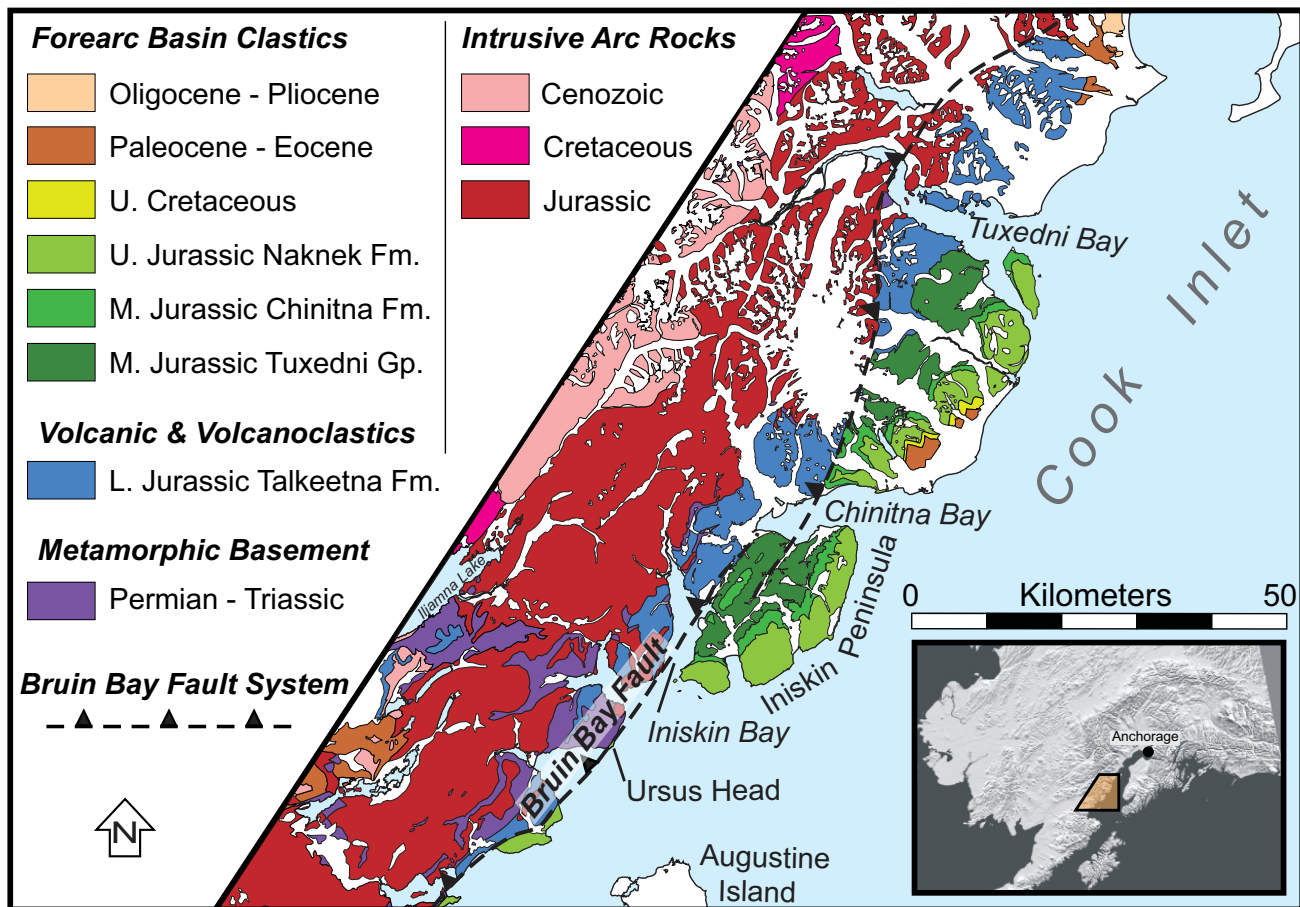 Forearc Basin Clastics
Oligocene - Pliocene
Paleocene - Eocene
U. Cretaceous
U. Jurassic Naknek Fm.
M. Jurassic Chinitna Fm.
M. Jurassic Tuxedni Gp.
Volcanic & Volcanoclastics
L. Jurassic Talkeetna Fm.
Metamorphic Basement
Permian - Triassic
Bruin Bay Fault System
N
Intrusive Arc Rocks
Cenozoic
Cretaceous
Jurassic
Tuxedni Bay
Cook Inlet
Chinitna Bay
Iliamna Lake
Iniskin Peninsula
Bruin Bay Fault
Iniskin Bay
Ursus Head
Augustine
Island
0 Kilometers 50
Anchorage